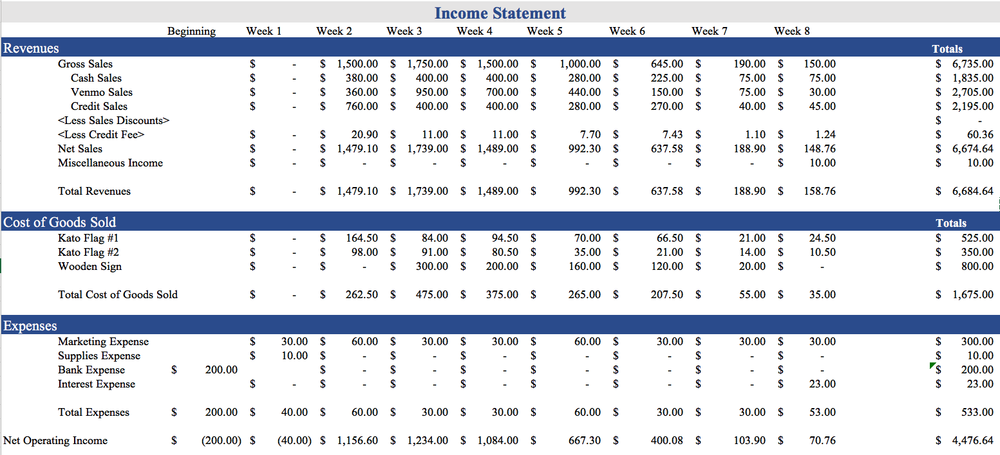 Income Statement
Beginning Week 1 Week 2 Week 3 Week 4 Week 5 Week 6 Week 7 Week 8
Revenues Totals
Gross Sales $ - $ 1,500.00 $ 1,750.00 $ 1,500.00 $ 1,000.00 $ 645.00 $ 190.00 $ 150.00 $ 6,735.00
Cash Sales $ - $ 380.00 $ 400.00 $ 400.00 $ 280.00 $ 225.00 $ 75.00 $ 75.00 $ 1,835.00
Venmo Sales $ - $ 360.00 $ 950.00 $ 700.00 $ 440.00 $ 150.00 $ 75.00 $ 30.00 $ 2,705.00
Credit Sales $ - $ 760.00 $ 400.00 $ 400.00 $ 280.00 $ 270.00 $ 40.00 $ 45.00 $ 2,195.00
<Less Sales Discounts> $ -
<Less Credit Fee> $ - $ 20.90 $ 11.00 $ 11.00 $ 7.70 $ 7.43 $ 1.10 $ 1.24 $ 60.36
Net Sales $ - $ 1,479.10 $ 1,739.00 $ 1,489.00 $ 992.30 $ 637.58 $ 188.90 $ 148.76 $ 6,674.64
Miscellaneous Income $ - $ - $ - $ - $ - $ - $ - $ 10.00 $ 10.00
Total Revenues $ - $ 1,479.10 $ 1,739.00 $ 1,489.00 $ 992.30 $ 637.58 $ 188.90 $ 158.76 $ 6,684.64
Cost of Goods Sold Totals
Kato Flag #1 $ - $ 164.50 $ 84.00 $ 94.50 $ 70.00 $ 66.50 $ 21.00 $ 24.50 $ 525.00
Kato Flag #2 $ - $ 98.00 $ 91.00 $ 80.50 $ 35.00 $ 21.00 $ 14.00 $ 10.50 $ 350.00
Wooden Sign $ - $ - $ 300.00 $ 200.00 $ 160.00 $ 120.00 $ 20.00 $ - $ 800.00
Total Cost of Goods Sold $ - $ 262.50 $ 475.00 $ 375.00 $ 265.00 $ 207.50 $ 55.00 $ 35.00 $ 1,675.00
Expenses
Marketing Expense $ 30.00 $ 60.00 $ 30.00 $ 30.00 $ 60.00 $ 30.00 $ 30.00 $ 30.00 $ 300.00
Supplies Expense $ 10.00 $ - $ - $ - $ - $ - $ - $ - $ 10.00
Bank Expense $ 200.00 $ - $ - $ - $ - $ - $ - $ - $ 200.00
Interest Expense $ - $ - $ - $ - $ - $ - $ - $ 23.00 $ 23.00
Total Expenses $ 200.00 $ 40.00 $ 60.00 $ 30.00 $ 30.00 $ 60.00 $ 30.00 $ 30.00 $ 53.00 $ 533.00
Net Operating Income $ (200.00) $ (40.00) $ 1,156.60 $ 1,234.00 $ 1,084.00 $ 667.30 $ 400.08 $ 103.90 $ 70.76 $ 4,476.64